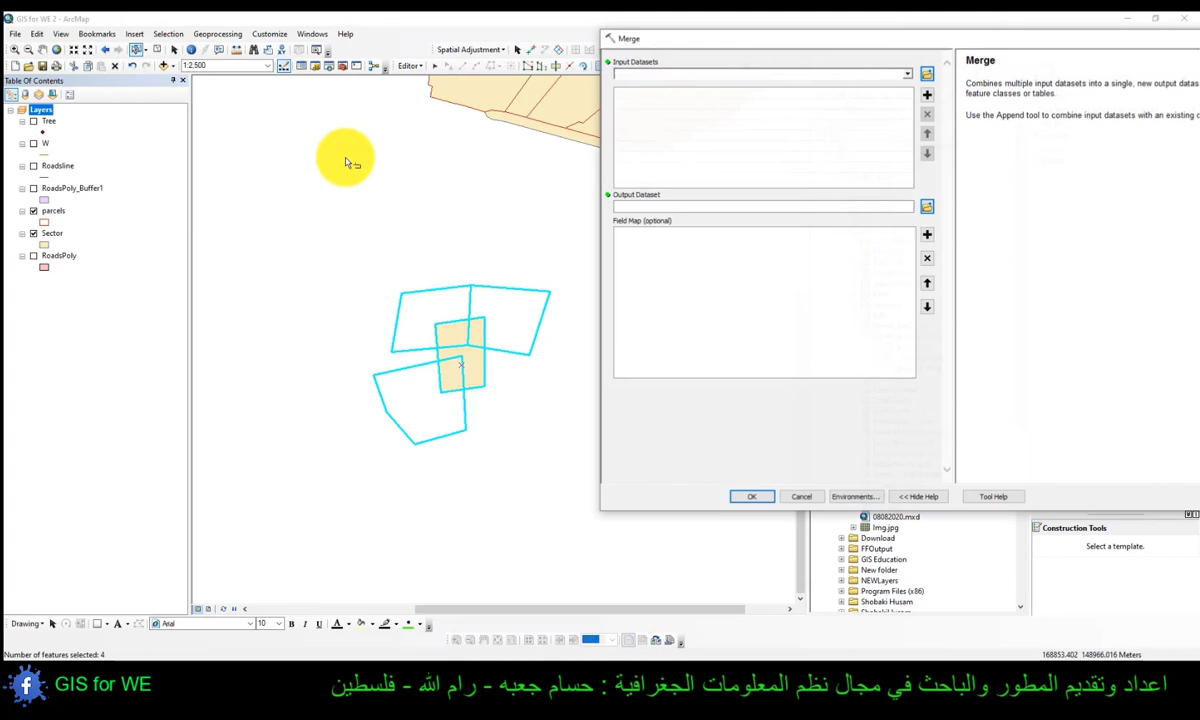 GIS for WE 2 - ArcMap
File Edit View Bookmarks Insert Selection Geoprocessing Customize Windows Help
Spatial Adjustment
1:2,500
Editor
Table Of Contents
Layers
Tree
W
Roadsline
RoadsPoly_Buffer1
parcels
Sector
RoadsPoly
Merge
Input Datasets
Output Dataset
Field Map (optional)
OK
Cancel
Environments...
<< Hide Help
Tool Help
Merge
Combines multiple input datasets into a single, new output datas
feature classes or tables.
Use the Append tool to combine input datasets with an existing c
08082020.mxd
Img.jpg
Download
FFOutput
GIS Education
New folder
NEWLayers
Program Files (x86)
Shobaki Husam
Construction Tools
Select a template.
Drawing
Arial
10
B I U A
Number of features selected: 4
168853.402 148966.016 Meters
GIS for WE
اعداد وتقديم المطور والباحث في مجال نظم المعلومات الجغرافية : حسام جعبه - رام الله - فلسطين